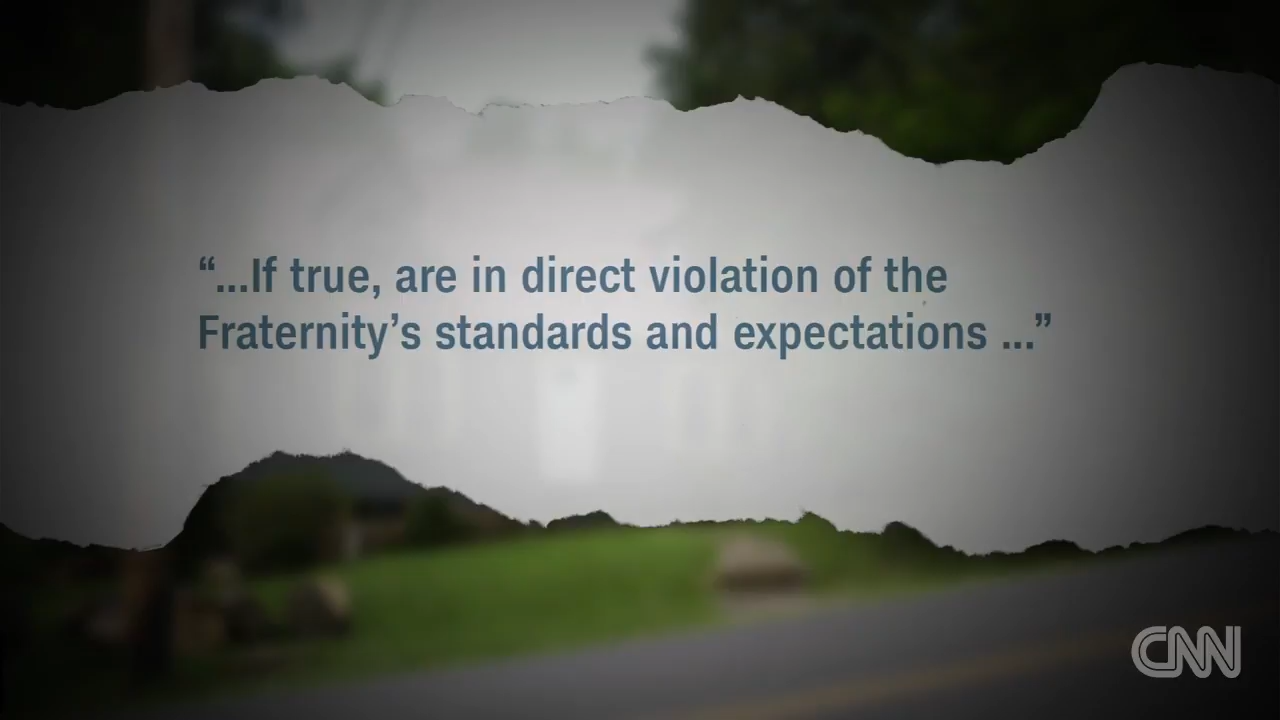 “...If true, are in direct violation of the
Fraternity’s standards and expectations ...”
CNN